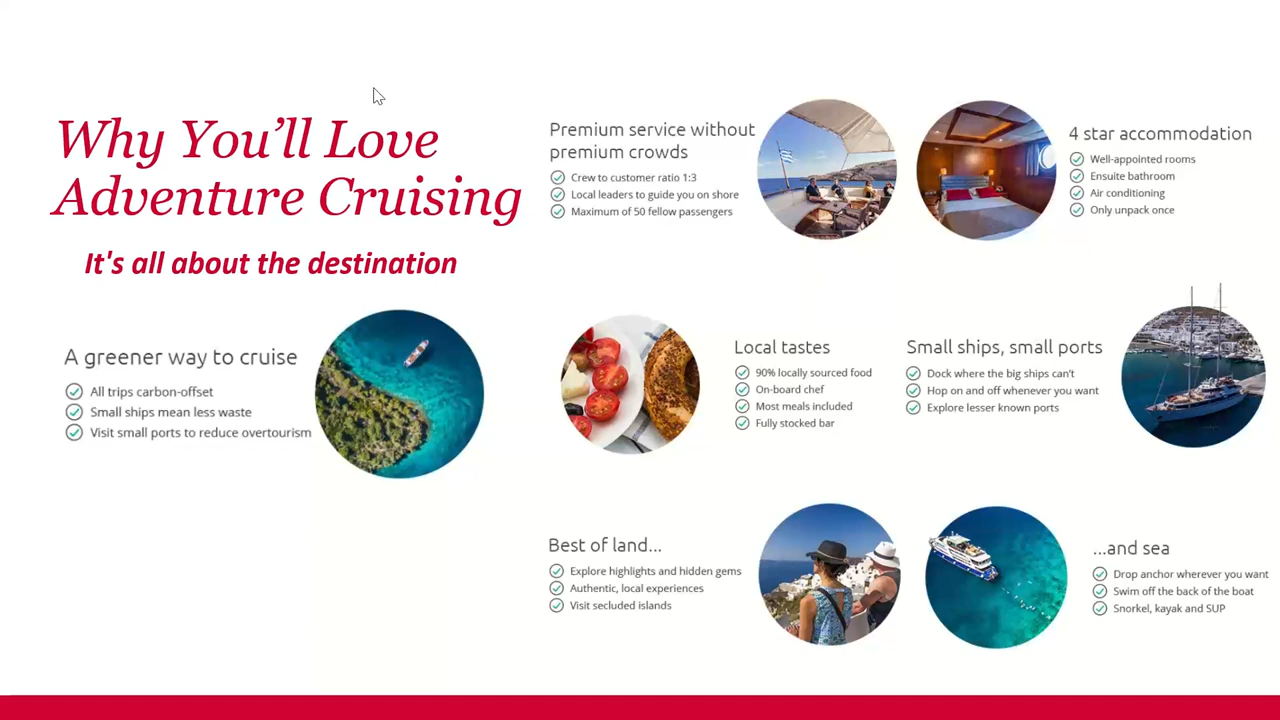 Why You’ll Love
Adventure Cruising
It's all about the destination
A greener way to cruise
All trips carbon-offset
Small ships mean less waste
Visit small ports to reduce overtourism
Premium service without
premium crowds
Crew to customer ratio 1:3
Local leaders to guide you on shore
Maximum of 50 fellow passengers
4 star accommodation
Well-appointed rooms
Ensuite bathroom
Air conditioning
Only unpack once
Local tastes
90% locally sourced food
On-board chef
Most meals included
Fully stocked bar
Small ships, small ports
Dock where the big ships can't
Hop on and off whenever you want
Explore lesser known ports
Best of land...
Explore highlights and hidden gems
Authentic, local experiences
Visit secluded islands
...and sea
Drop anchor wherever you want
Swim off the back of the boat
Snorkel, kayak and SUP